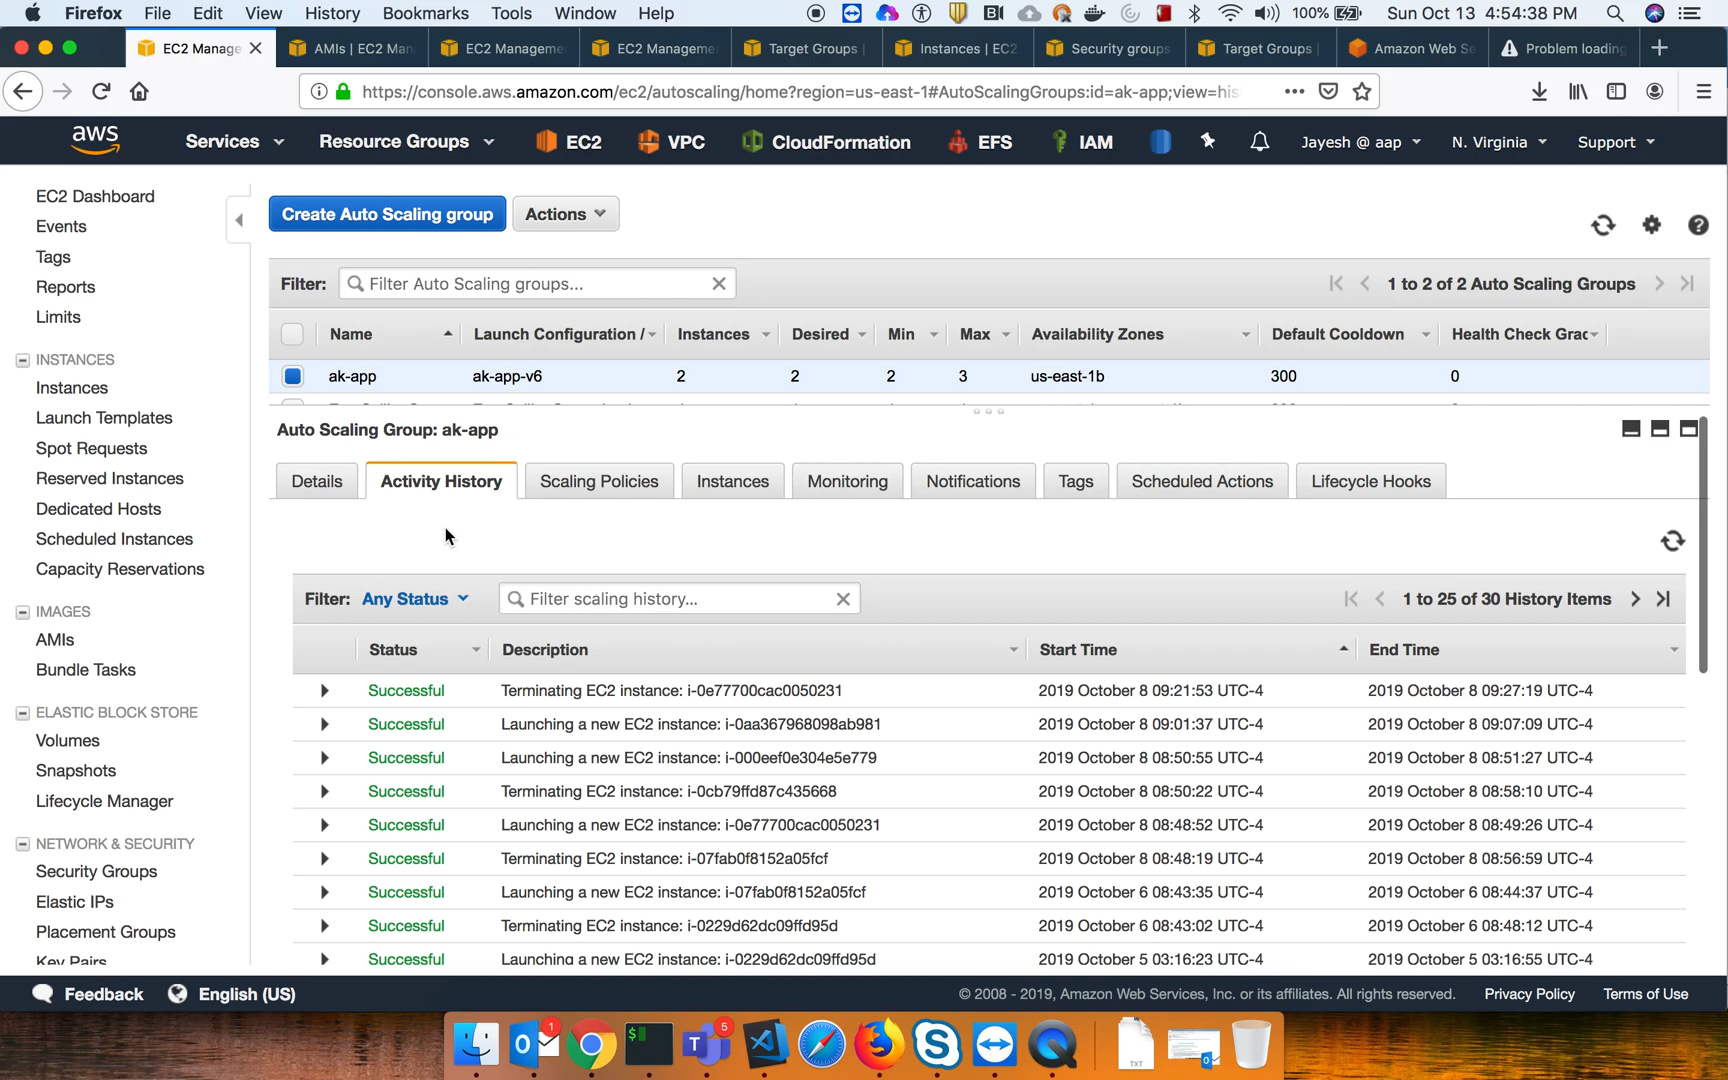 Firefox File Edit View History Bookmarks Tools Window Help 100% Sun Oct 13 4:54:38 PM
EC2 Manage AMIs | EC2 Man EC2 Manageme EC2 Manageme Target Groups | Instances | EC2 Security groups Target Groups | Amazon Web Se Problem loading
https://console.aws.amazon.com/ec2/autoscaling/home?region=us-east-1#AutoScalingGroups:id=ak-app;view=his
aws Services Resource Groups EC2 VPC CloudFormation EFS IAM Jayesh @ aap N. Virginia Support
EC2 Dashboard
Events
Tags
Reports
Limits
INSTANCES
Instances
Launch Templates
Spot Requests
Reserved Instances
Dedicated Hosts
Scheduled Instances
Capacity Reservations
IMAGES
AMIs
Bundle Tasks
ELASTIC BLOCK STORE
Volumes
Snapshots
Lifecycle Manager
NETWORK & SECURITY
Security Groups
Elastic IPs
Placement Groups
Key Pairs
Create Auto Scaling group Actions
Filter: Filter Auto Scaling groups... 1 to 2 of 2 Auto Scaling Groups
Name Launch Configuration / Instances Desired Min Max Availability Zones Default Cooldown Health Check Grac
ak-app ak-app-v6 2 2 2 3 us-east-1b 300 0
Auto Scaling Group: ak-app
Details Activity History Scaling Policies Instances Monitoring Notifications Tags Scheduled Actions Lifecycle Hooks
Filter: Any Status Filter scaling history... 1 to 25 of 30 History Items
Status Description Start Time End Time
Successful Terminating EC2 instance: i-0e77700cac0050231 2019 October 8 09:21:53 UTC-4 2019 October 8 09:27:19 UTC-4
Successful Launching a new EC2 instance: i-0aa367968098ab981 2019 October 8 09:01:37 UTC-4 2019 October 8 09:07:09 UTC-4
Successful Launching a new EC2 instance: i-000eef0e304e5e779 2019 October 8 08:50:55 UTC-4 2019 October 8 08:51:27 UTC-4
Successful Terminating EC2 instance: i-0cb79ffd87c435668 2019 October 8 08:50:22 UTC-4 2019 October 8 08:58:10 UTC-4
Successful Launching a new EC2 instance: i-0e77700cac0050231 2019 October 8 08:48:52 UTC-4 2019 October 8 08:49:26 UTC-4
Successful Terminating EC2 instance: i-07fab0f8152a05fcf 2019 October 8 08:48:19 UTC-4 2019 October 8 08:56:59 UTC-4
Successful Launching a new EC2 instance: i-07fab0f8152a05fcf 2019 October 6 08:43:35 UTC-4 2019 October 6 08:44:37 UTC-4
Successful Terminating EC2 instance: i-0229d62dc09ffd95d 2019 October 6 08:43:02 UTC-4 2019 October 6 08:48:12 UTC-4
Successful Launching a new EC2 instance: i-0229d62dc09ffd95d 2019 October 5 03:16:23 UTC-4 2019 October 5 03:16:55 UTC-4
Feedback English (US) © 2008 - 2019, Amazon Web Services, Inc. or its affiliates. All rights reserved. Privacy Policy Terms of Use
1 5
TXT